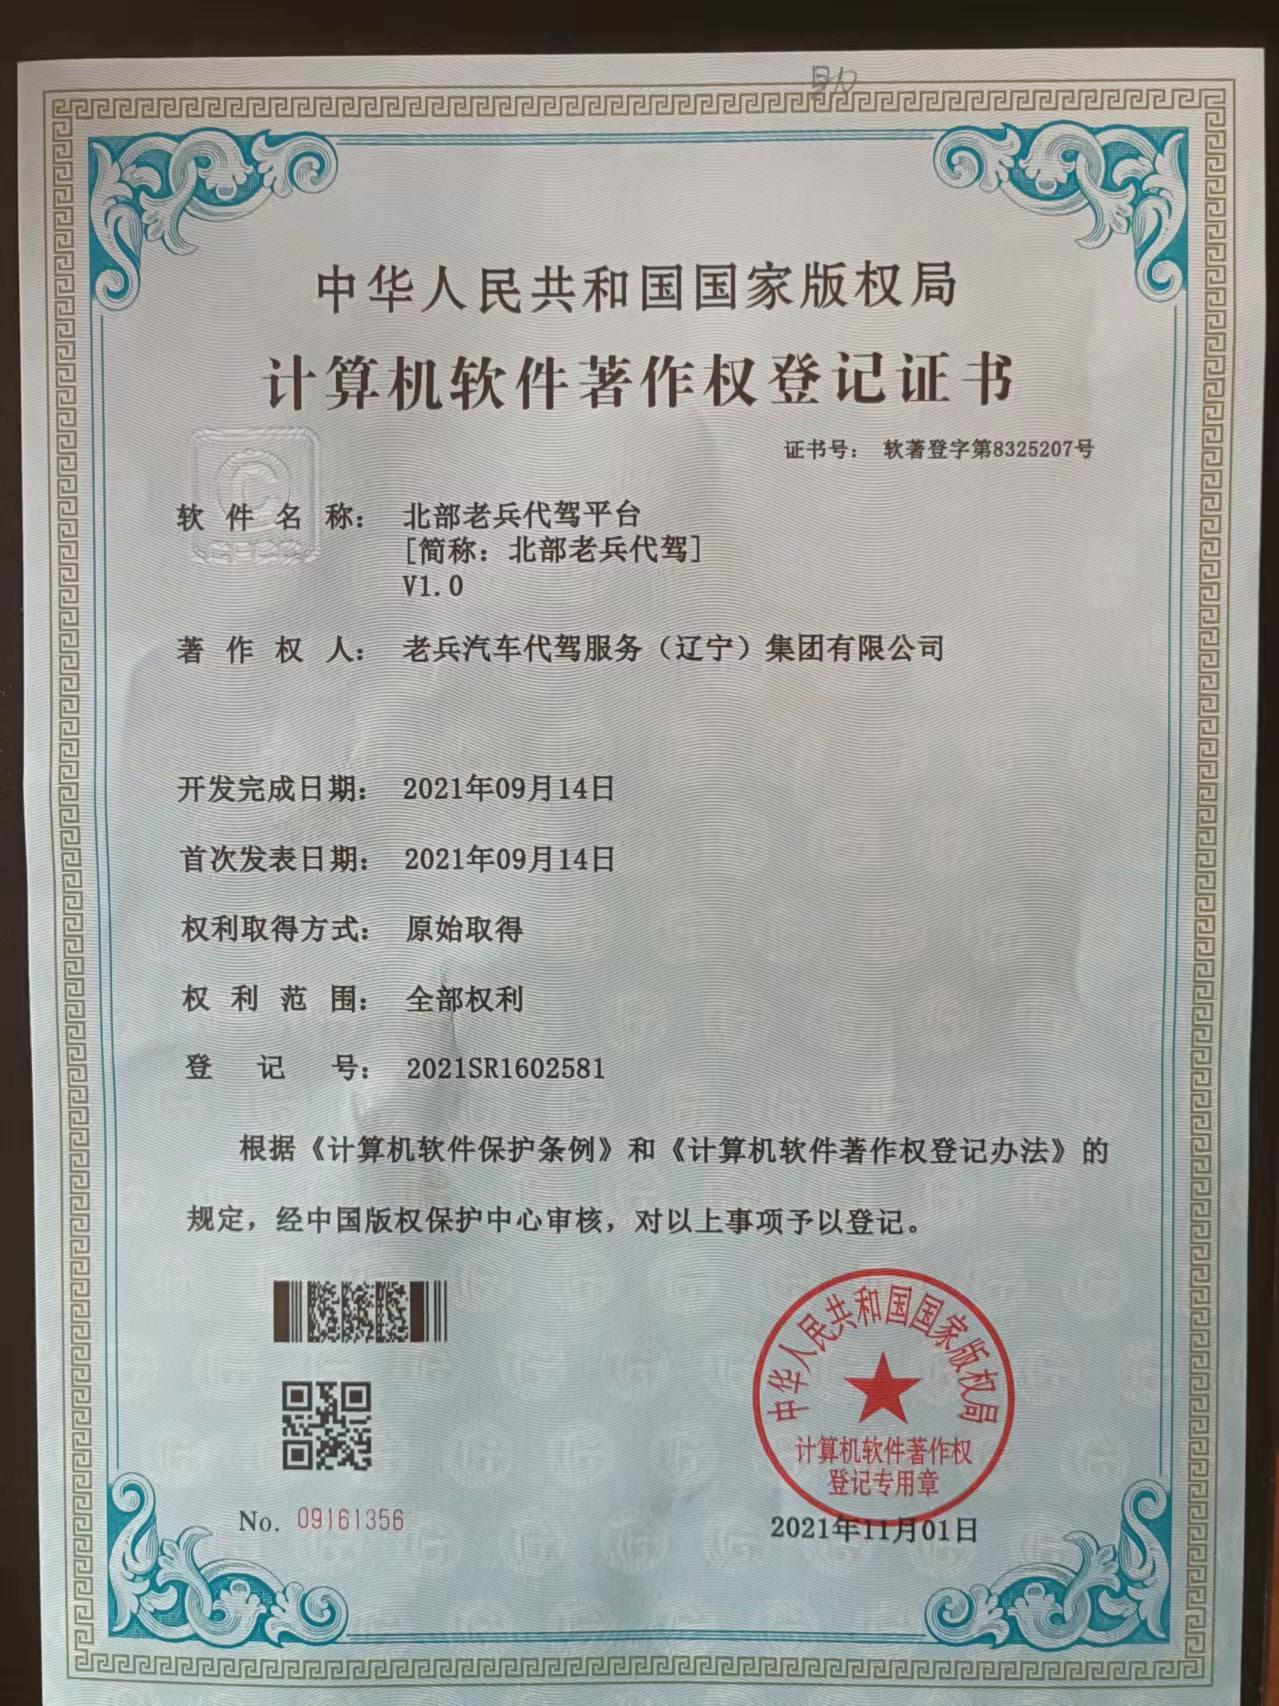 中华人民共和国国家版权局
计算机软件著作权登记证书
证书号： 软著登字第8325207号
软件名称： 北部老兵代驾平台
[简称：北部老兵代驾]
V1.0
著作权人： 老兵汽车代驾服务（辽宁）集团有限公司
开发完成日期： 2021年09月14日
首次发表日期： 2021年09月14日
权利取得方式： 原始取得
权利范围： 全部权利
登记号： 2021SR1602581
根据《计算机软件保护条例》和《计算机软件著作权登记办法》的
规定，经中国版权保护中心审核，对以上事项予以登记。
中华人民共和国国家版权局
计算机软件著作权
登记专用章
No. 09161356
2021年11月01日